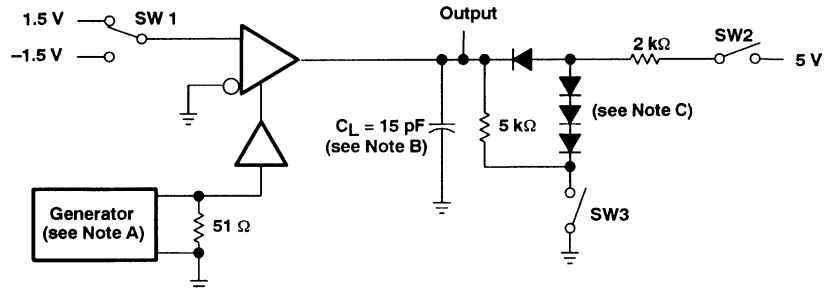 Output
1.5 V
SW 1
–1.5 V
2 kΩ
SW2
5 V
CL = 15 pF
(see Note B)
5 kΩ
(see Note C)
Generator
(see Note A)
51 Ω
SW3